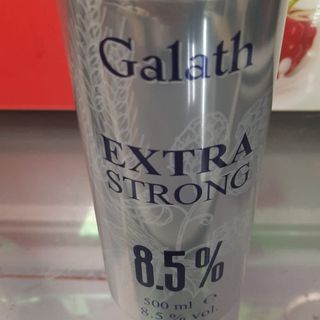 Galath
EXTRA
STRONG
8.5%
500 ml ℮
8.5% vol.